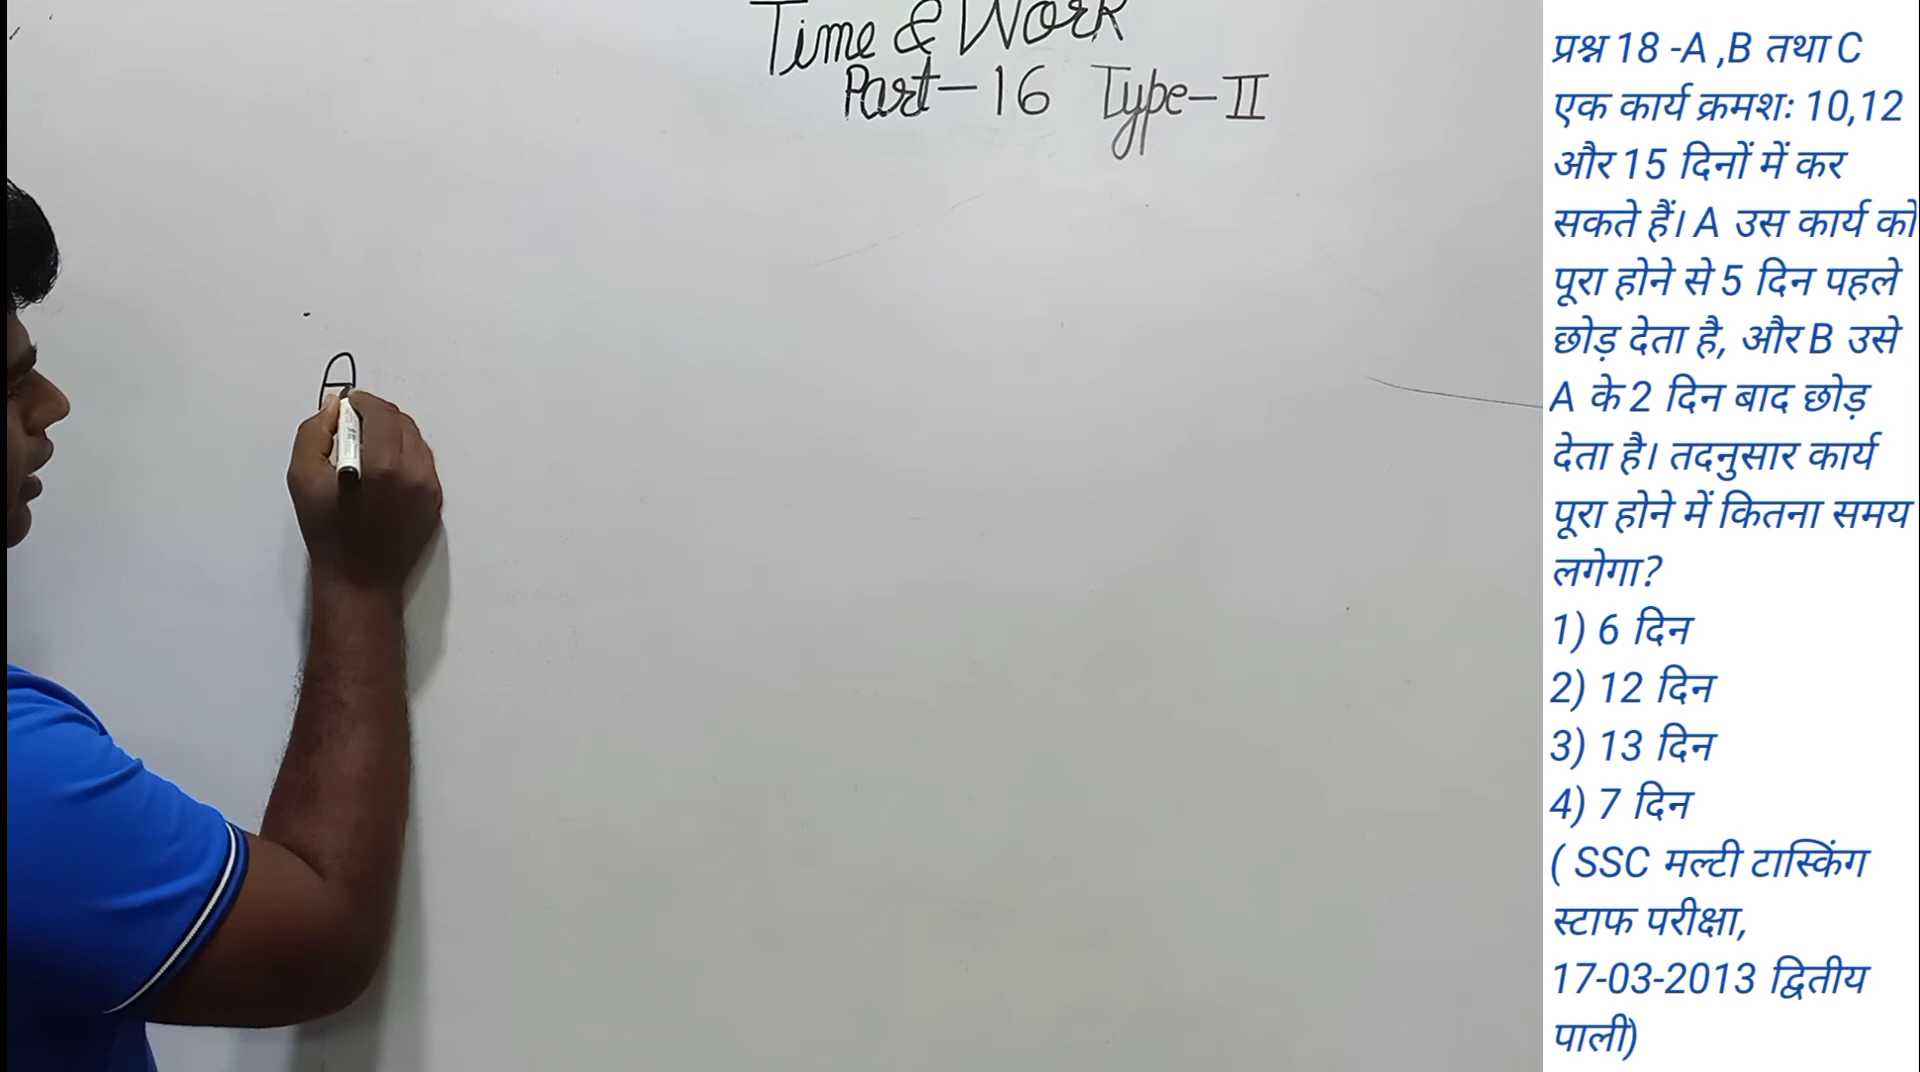 Time & Work
Part-16 Type-II
A
प्रश्न 18 -A ,B तथा C
एक कार्य क्रमशः 10,12
और 15 दिनों में कर
सकते हैं। A उस कार्य को
पूरा होने से 5 दिन पहले
छोड़ देता है, और B उसे
A के 2 दिन बाद छोड़
देता है। तदनुसार कार्य
पूरा होने में कितना समय
लगेगा?
1) 6 दिन
2) 12 दिन
3) 13 दिन
4) 7 दिन
( SSC मल्टी टास्किंग
स्टाफ परीक्षा,
17-03-2013 द्वितीय
पाली)